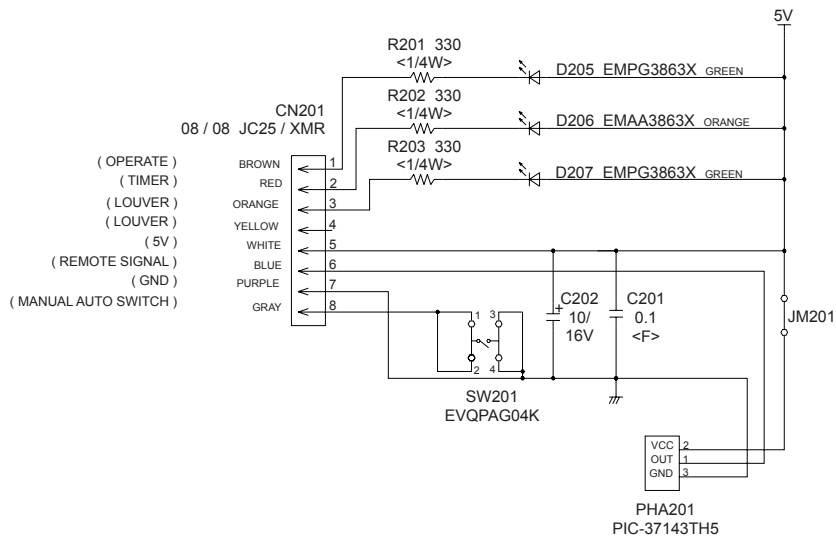 5V
R201 330
<1/4W>
D205 EMPG3863X GREEN
R202 330
<1/4W>
D206 EMAA3863X ORANGE
R203 330
<1/4W>
D207 EMPG3863X GREEN
CN201
08 / 08 JC25 / XMR
( OPERATE ) BROWN 1
( TIMER ) RED 2
( LOUVER ) ORANGE 3
( LOUVER ) YELLOW 4
( 5V ) WHITE 5
( REMOTE SIGNAL ) BLUE 6
( GND ) PURPLE 7
( MANUAL AUTO SWITCH ) GRAY 8
1 3
2 4
SW201
EVQPAG04K
+ C202
10/
16V
C201
0.1
<F>
JM201
VCC 2
OUT 1
GND 3
PHA201
PIC-37143TH5